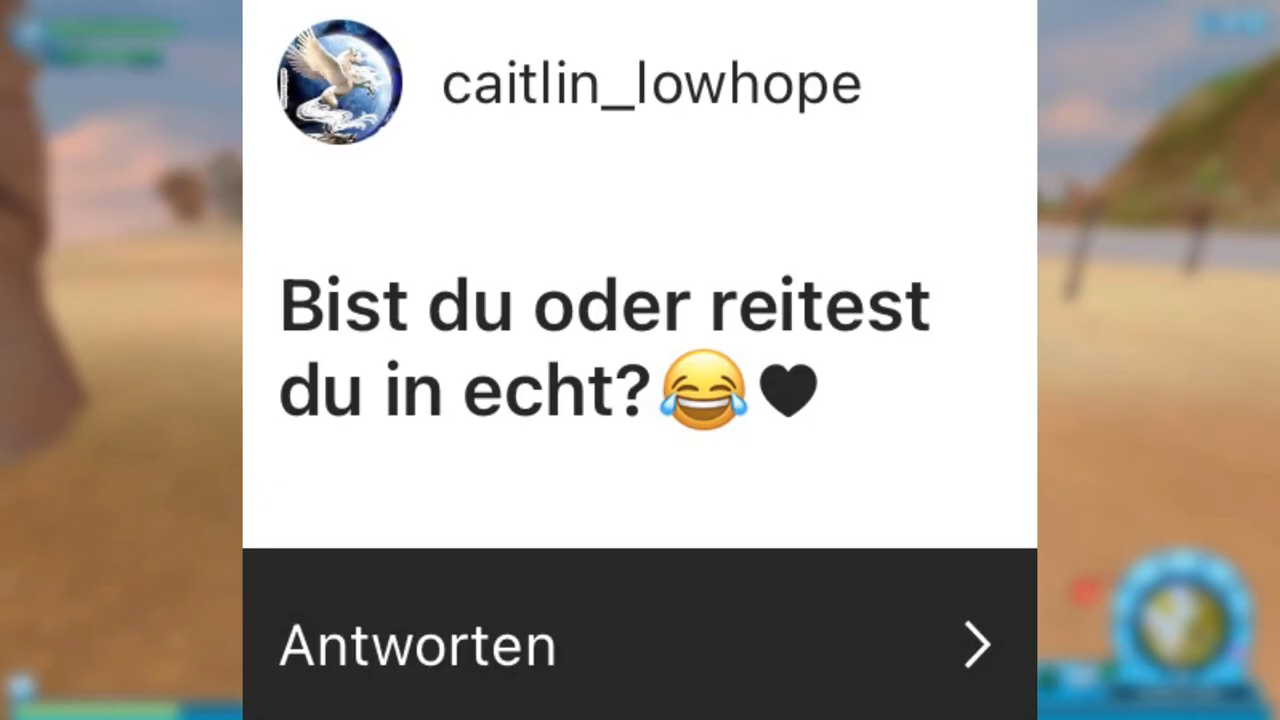 caitlin_lowhope
Bist du oder reitest
du in echt?😂🖤
Antworten